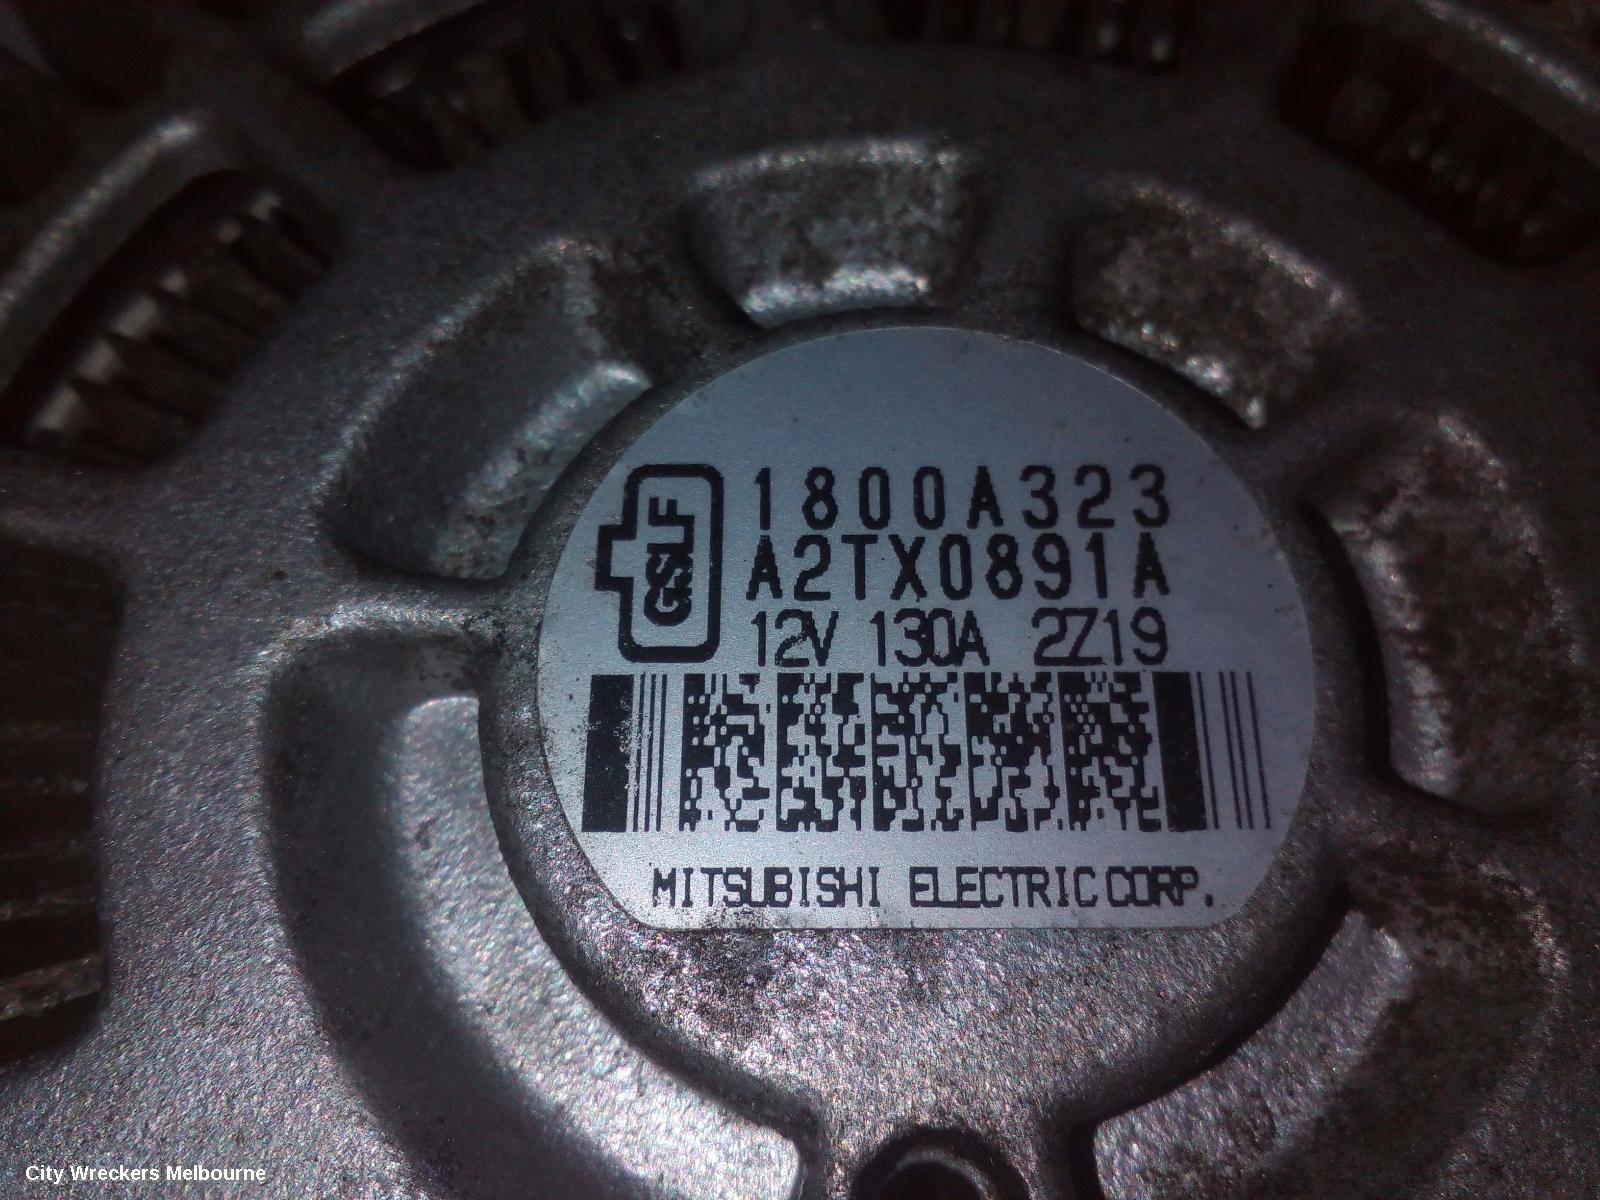 1800A323
A2TX0891A
12V 130A 2Z19
MITSUBISHI ELECTRIC CORP.
City Wreckers Melbourne